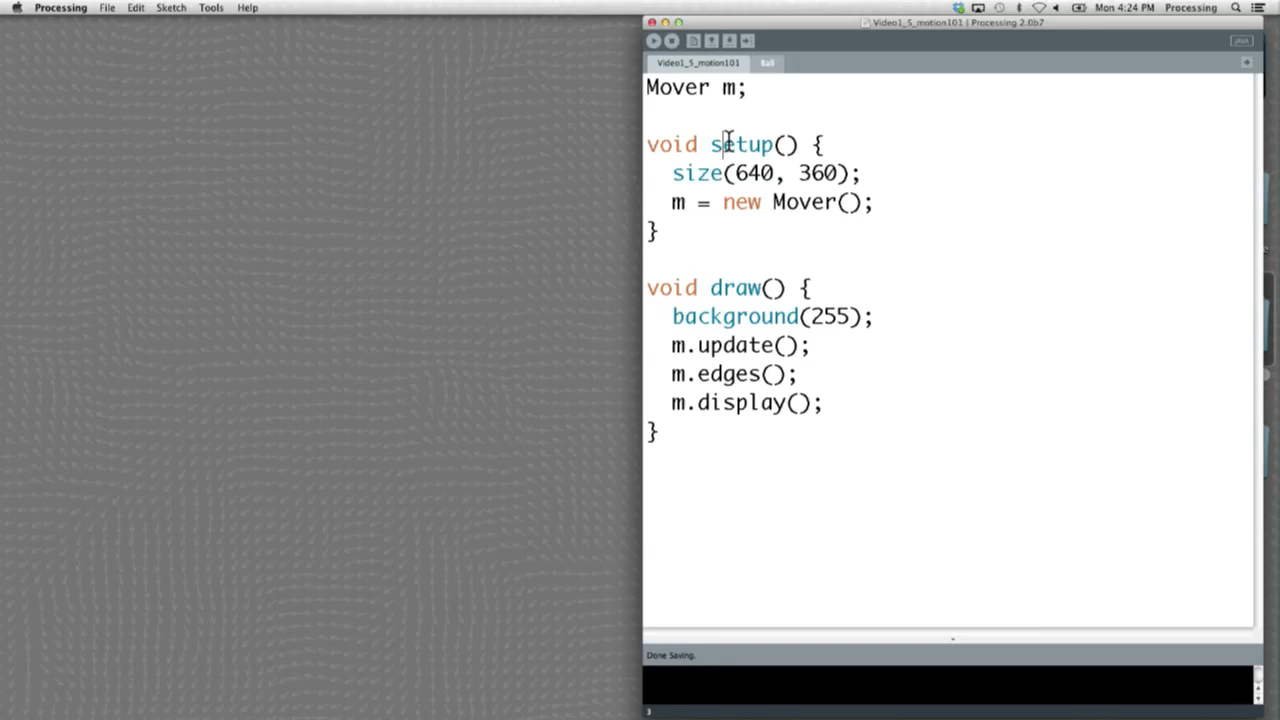 Processing File Edit Sketch Tools Help Mon 4:24 PM Processing
Video1_5_motion101 | Processing 2.0b7
Video1_5_motion101 Ball
Mover m;
void setup() {
size(640, 360);
m = new Mover();
}
void draw() {
background(255);
m.update();
m.edges();
m.display();
}
Done Saving.
3